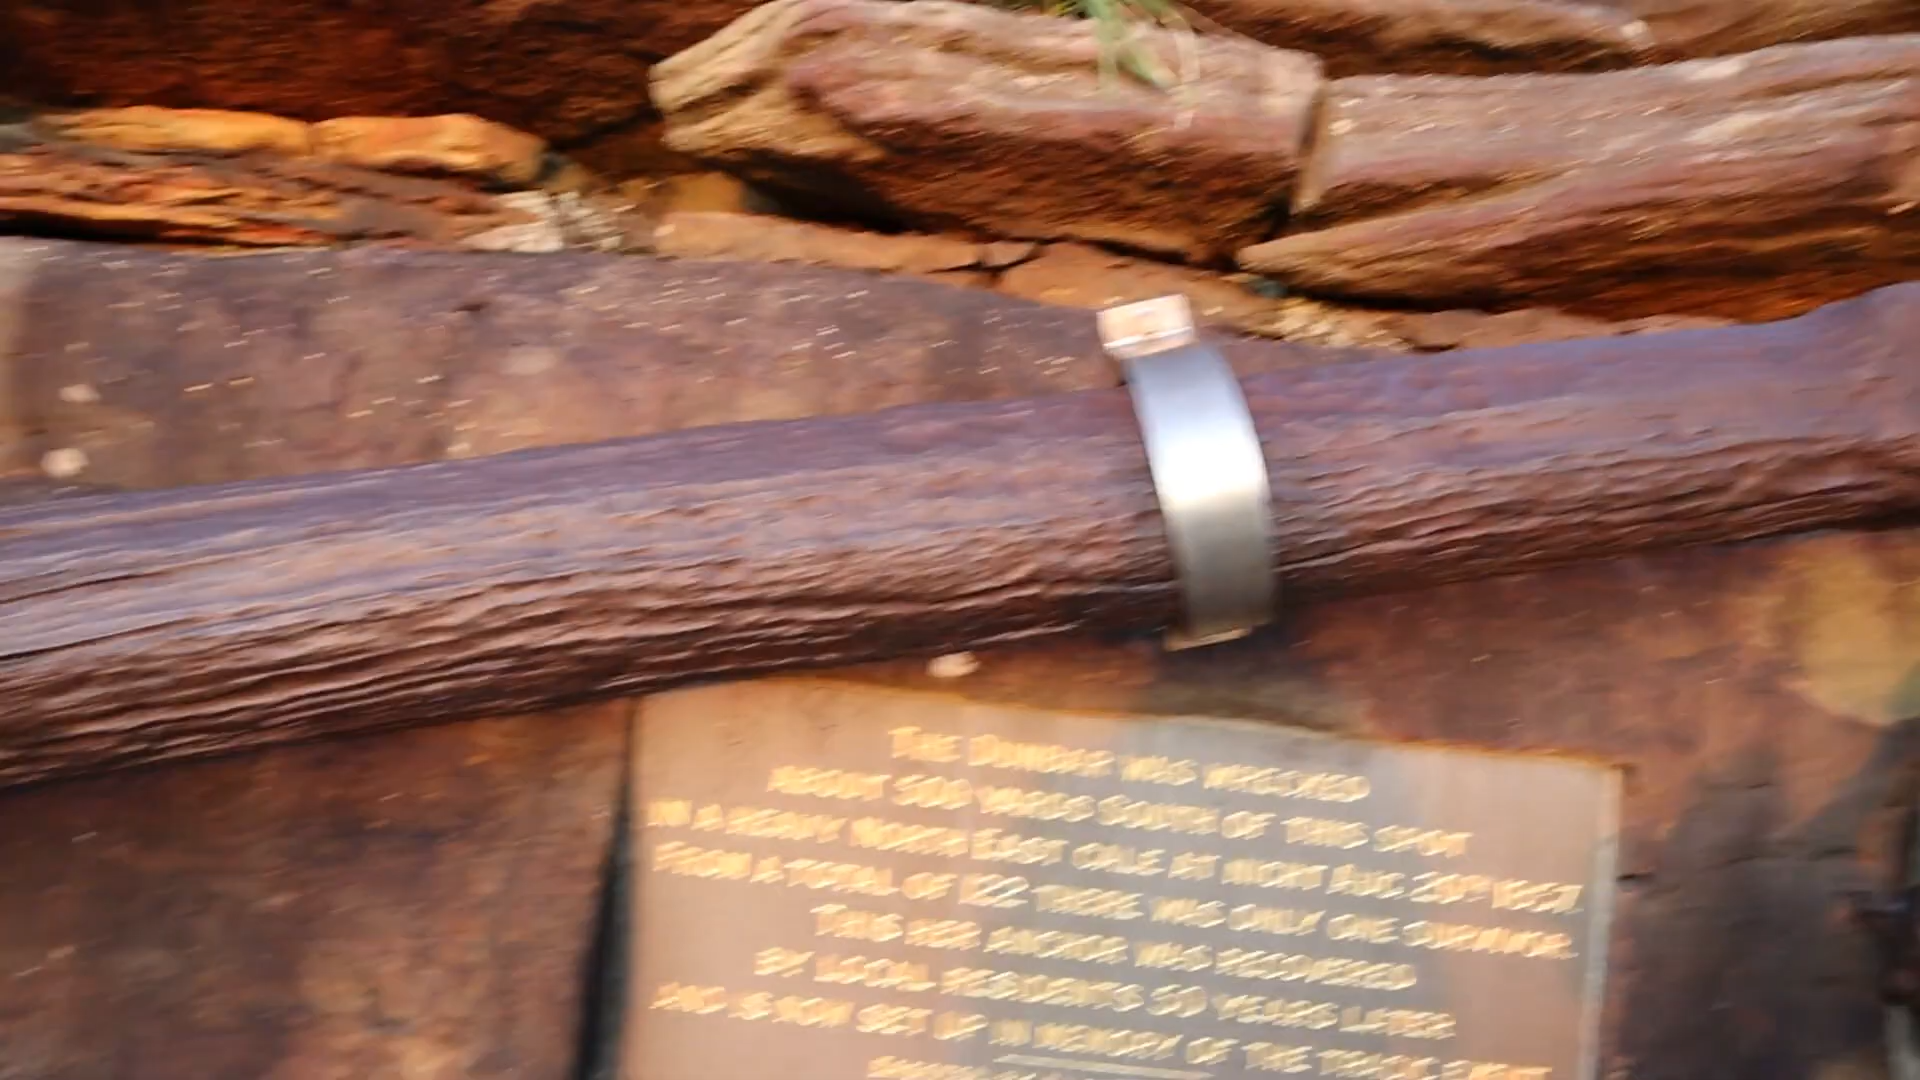 THE DUNBAR WAS WRECKED
ABOUT 500 YARDS SOUTH OF THIS SPOT
IN A HEAVY NORTH EAST GALE AT NIGHT AUG. 20TH 1857.
FROM A TOTAL OF 122 THERE WAS ONLY ONE SURVIVOR.
THIS HER ANCHOR WAS RECOVERED
BY LOCAL RESIDENTS 50 YEARS LATER
AND IS NOW SET UP IN MEMORY OF THE TRAGIC EVENT